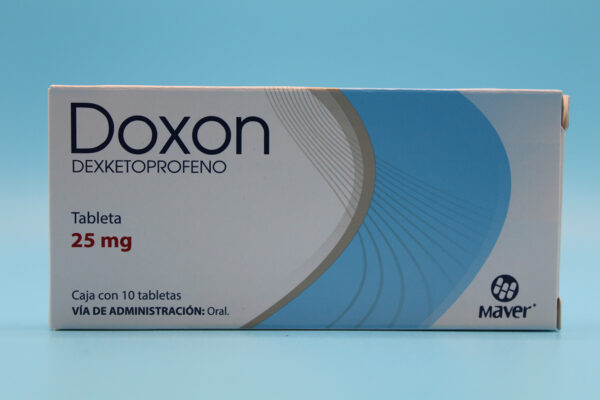 Doxon
DEXKETOPROFENO
Tableta
25 mg
Caja con 10 tabletas
VÍA DE ADMINISTRACIÓN: Oral.
Maver®